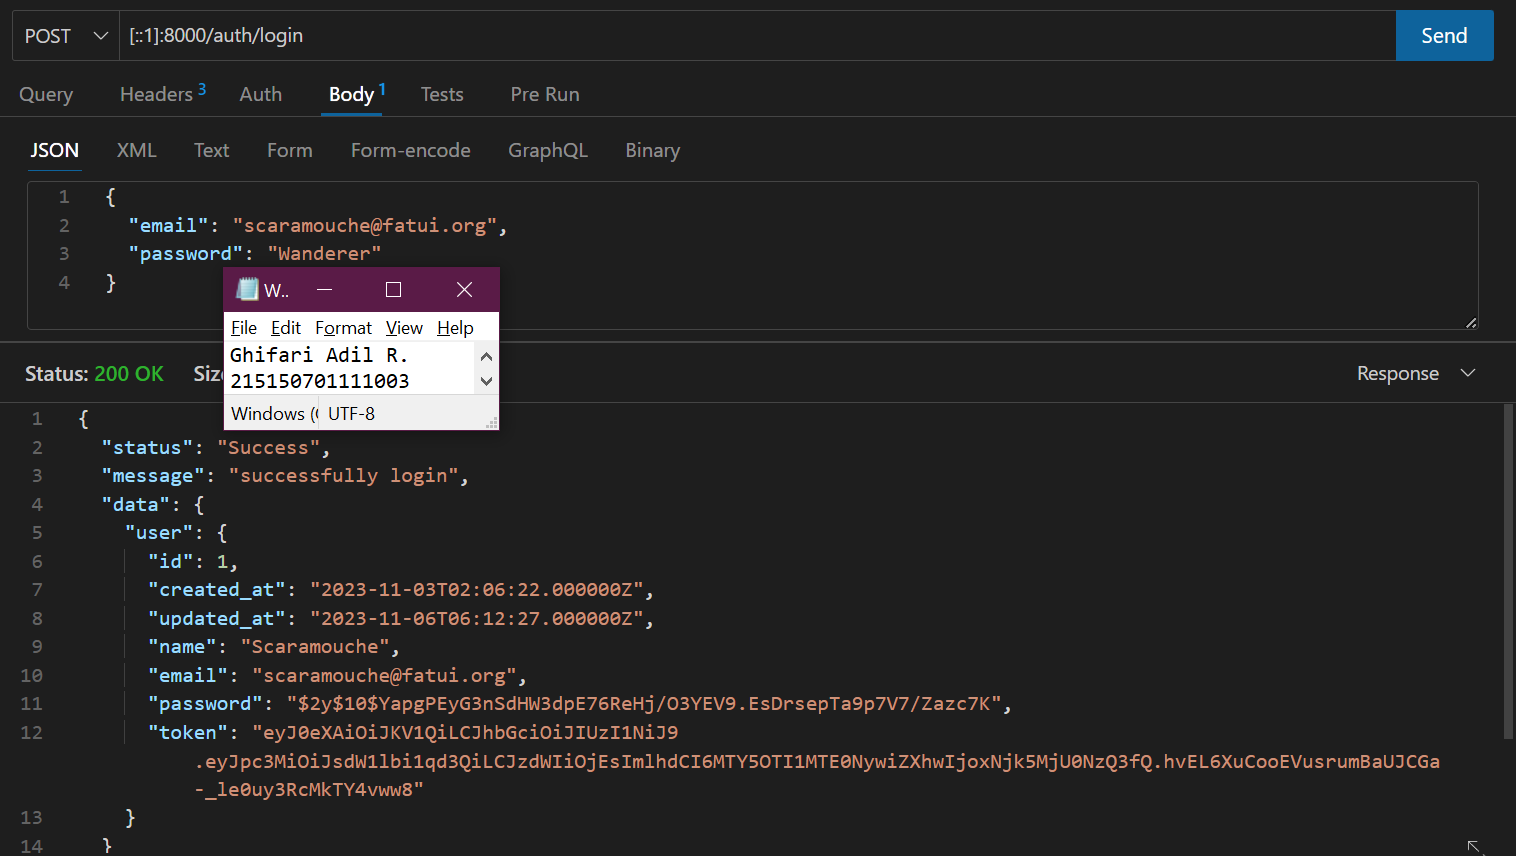 POST [::1]:8000/auth/login Send
Query Headers 3 Auth Body 1 Tests Pre Run
JSON XML Text Form Form-encode GraphQL Binary
1 {
2 "email": "scaramouche@fatui.org",
3 "password": "Wanderer"
4 }
W..
File Edit Format View Help
Ghifari Adil R.
215150701111003
Windows ( UTF-8
Status: 200 OK Size Response
1 {
2 "status": "Success",
3 "message": "successfully login",
4 "data": {
5 "user": {
6 "id": 1,
7 "created_at": "2023-11-03T02:06:22.000000Z",
8 "updated_at": "2023-11-06T06:12:27.000000Z",
9 "name": "Scaramouche",
10 "email": "scaramouche@fatui.org",
11 "password": "$2y$10$YapgPEyG3nSdHW3dpE76ReHj/O3YEV9.EsDrsepTa9p7V7/Zazc7K",
12 "token": "eyJ0eXAiOiJKV1QiLCJhbGciOiJIUzI1NiJ9
.eyJpc3MiOiJsdW1lbi1qd3QiLCJzdWIiOjEsImlhdCI6MTY5OTI1MTE0NywiZXhwIjoxNjk5MjU0NzQ3fQ.hvEL6XuCooEVusrumBaUJCGa
-_le0uy3RcMkTY4vww8"
13 }
14 }